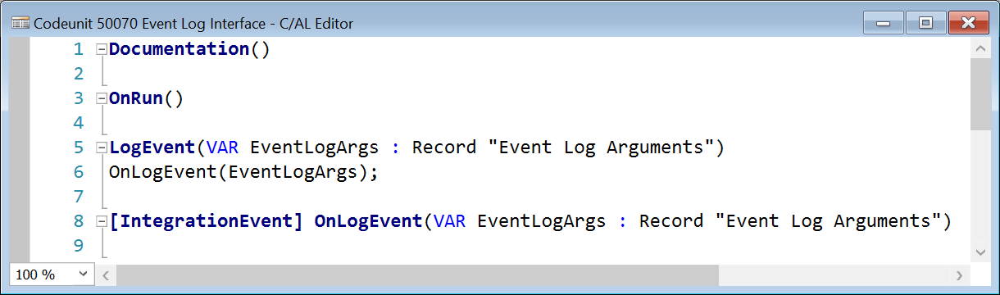 Codeunit 50070 Event Log Interface - C/AL Editor
1 Documentation()
2
3 OnRun()
4
5 LogEvent(VAR EventLogArgs : Record "Event Log Arguments")
6 OnLogEvent(EventLogArgs);
7
8 [IntegrationEvent] OnLogEvent(VAR EventLogArgs : Record "Event Log Arguments")
9
100 %